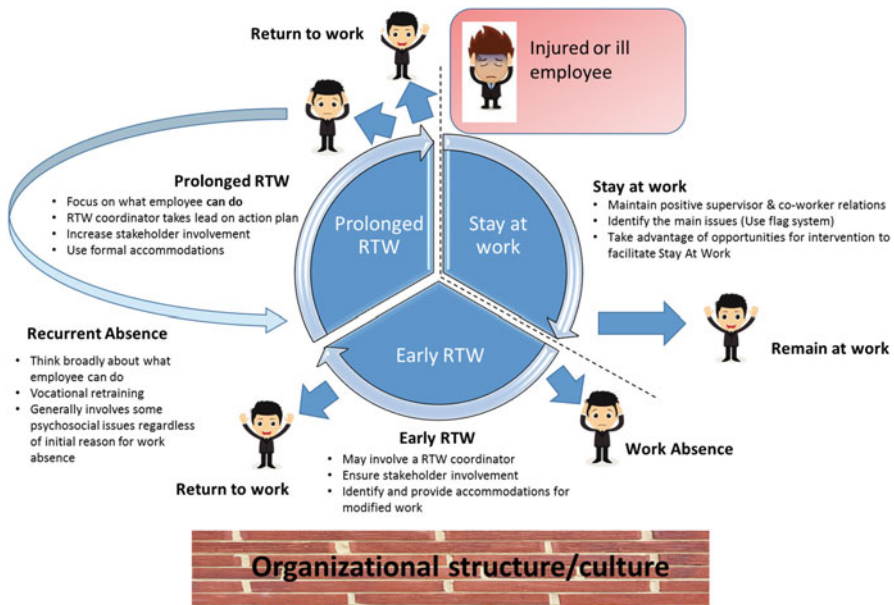 Return to work
Injured or ill
employee
Prolonged RTW
• Focus on what employee can do
• RTW coordinator takes lead on action plan
• Increase stakeholder involvement
• Use formal accommodations
Prolonged
RTW
Stay at
work
Stay at work
• Maintain positive supervisor & co-worker relations
• Identify the main issues (Use flag system)
• Take advantage of opportunities for intervention to
facilitate Stay At Work
Recurrent Absence
• Think broadly about what
employee can do
• Vocational retraining
• Generally involves some
psychosocial issues regardless
of initial reason for work
absence
Early RTW
Remain at work
Return to work
Early RTW
• May involve a RTW coordinator
• Ensure stakeholder involvement
• Identify and provide accommodations for
modified work
Work Absence
Organizational structure/culture